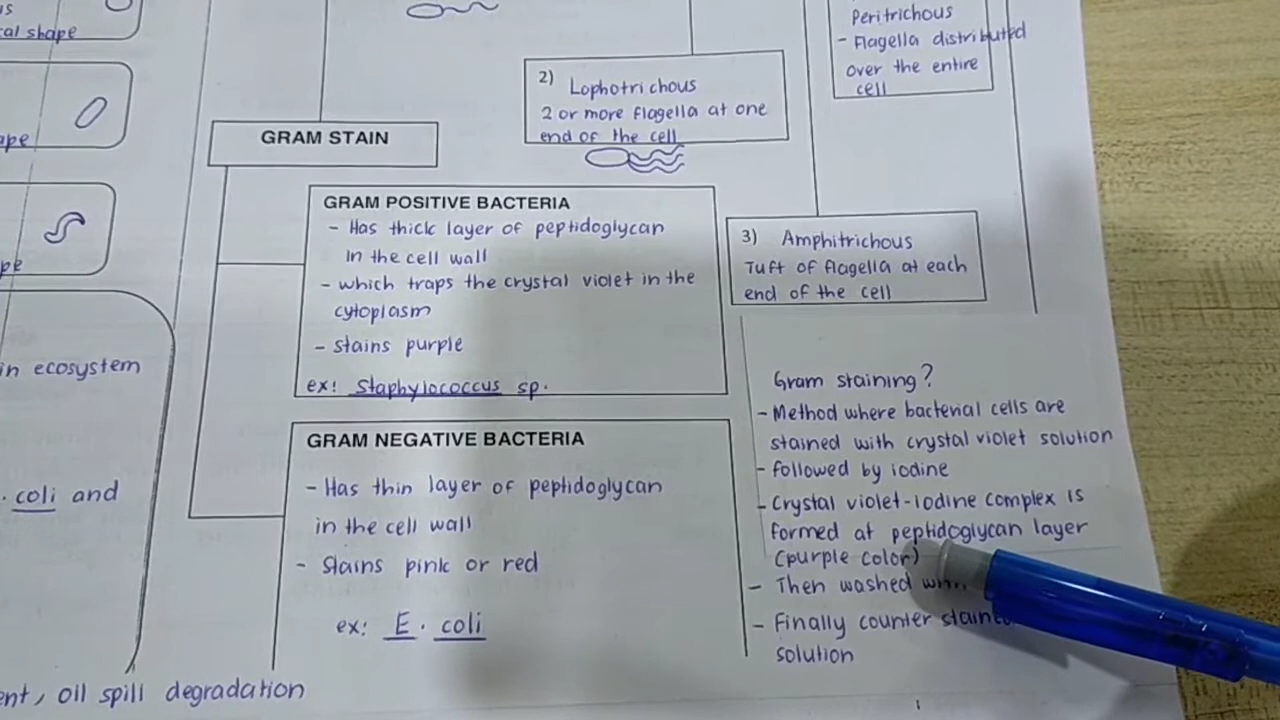 al shape
ape
pe
in ecosystem
. coli and
ent, oil spill degradation
GRAM STAIN
GRAM POSITIVE BACTERIA
- Has thick layer of peptidoglycan
in the cell wall
- which traps the crystal violet in the
cytoplasm
- stains purple
ex: Staphylococcus sp.
GRAM NEGATIVE BACTERIA
- Has thin layer of peptidoglycan
in the cell wall
- Stains pink or red
ex: E. coli
2) Lophotrichous
2 or more flagella at one
end of the cell
Peritrichous
- Flagella distributed
over the entire
cell
3) Amphitrichous
Tuft of flagella at each
end of the cell
Gram staining?
- Method where bacterial cells are
stained with crystal violet solution
- followed by iodine
- Crystal violet-iodine complex is
formed at peptidoglycan layer
(purple color)
- Then washed
- Finally counter
solution